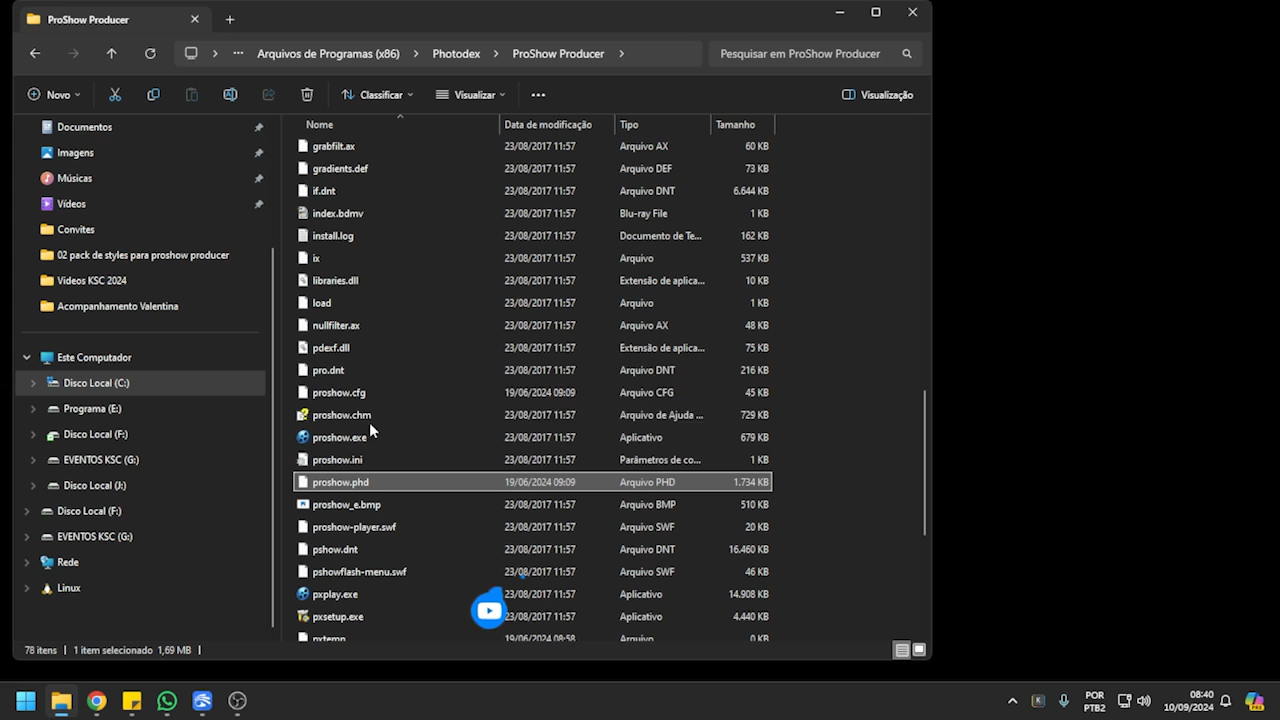 ProShow Producer
Arquivos de Programas (x86) Photodex ProShow Producer Pesquisar em ProShow Producer
Novo Classificar Visualizar Visualização
Nome Data de modificação Tipo Tamanho
Documentos
Imagens
Músicas
Vídeos
Convites
02 pack de styles para proshow producer
Videos KSC 2024
Acompanhamento Valentina
Este Computador
Disco Local (C:)
Programa (E:)
Disco Local (F:)
EVENTOS KSC (G:)
Disco Local (J:)
Disco Local (F:)
EVENTOS KSC (G:)
Rede
Linux
grabfilt.ax 23/08/2017 11:57 Arquivo AX 60 KB
gradients.def 23/08/2017 11:57 Arquivo DEF 73 KB
if.dnt 23/08/2017 11:57 Arquivo DNT 6.644 KB
index.bdmv 23/08/2017 11:57 Blu-ray File 1 KB
install.log 23/08/2017 11:57 Documento de Te... 162 KB
ix 23/08/2017 11:57 Arquivo 537 KB
libraries.dll 23/08/2017 11:57 Extensão de aplica... 10 KB
load 23/08/2017 11:57 Arquivo 1 KB
nullfilter.ax 23/08/2017 11:57 Arquivo AX 48 KB
pdexf.dll 23/08/2017 11:57 Extensão de aplica... 75 KB
pro.dnt 23/08/2017 11:57 Arquivo DNT 216 KB
proshow.cfg 19/06/2024 09:09 Arquivo CFG 45 KB
proshow.chm 23/08/2017 11:57 Arquivo de Ajuda ... 729 KB
proshow.exe 23/08/2017 11:57 Aplicativo 679 KB
proshow.ini 23/08/2017 11:57 Parâmetros de co... 1 KB
proshow.phd 19/06/2024 09:09 Arquivo PHD 1.734 KB
proshow_e.bmp 23/08/2017 11:57 Arquivo BMP 510 KB
proshow-player.swf 23/08/2017 11:57 Arquivo SWF 20 KB
pshow.dnt 23/08/2017 11:57 Arquivo DNT 16.460 KB
pshowflash-menu.swf 23/08/2017 11:57 Arquivo SWF 46 KB
pxplay.exe 23/08/2017 11:57 Aplicativo 14.908 KB
pxsetup.exe 23/08/2017 11:57 Aplicativo 4.440 KB
pxtemp 19/06/2024 08:58 Arquivo 0 KB
78 itens 1 item selecionado 1,69 MB
POR
PTB2
08:40
10/09/2024